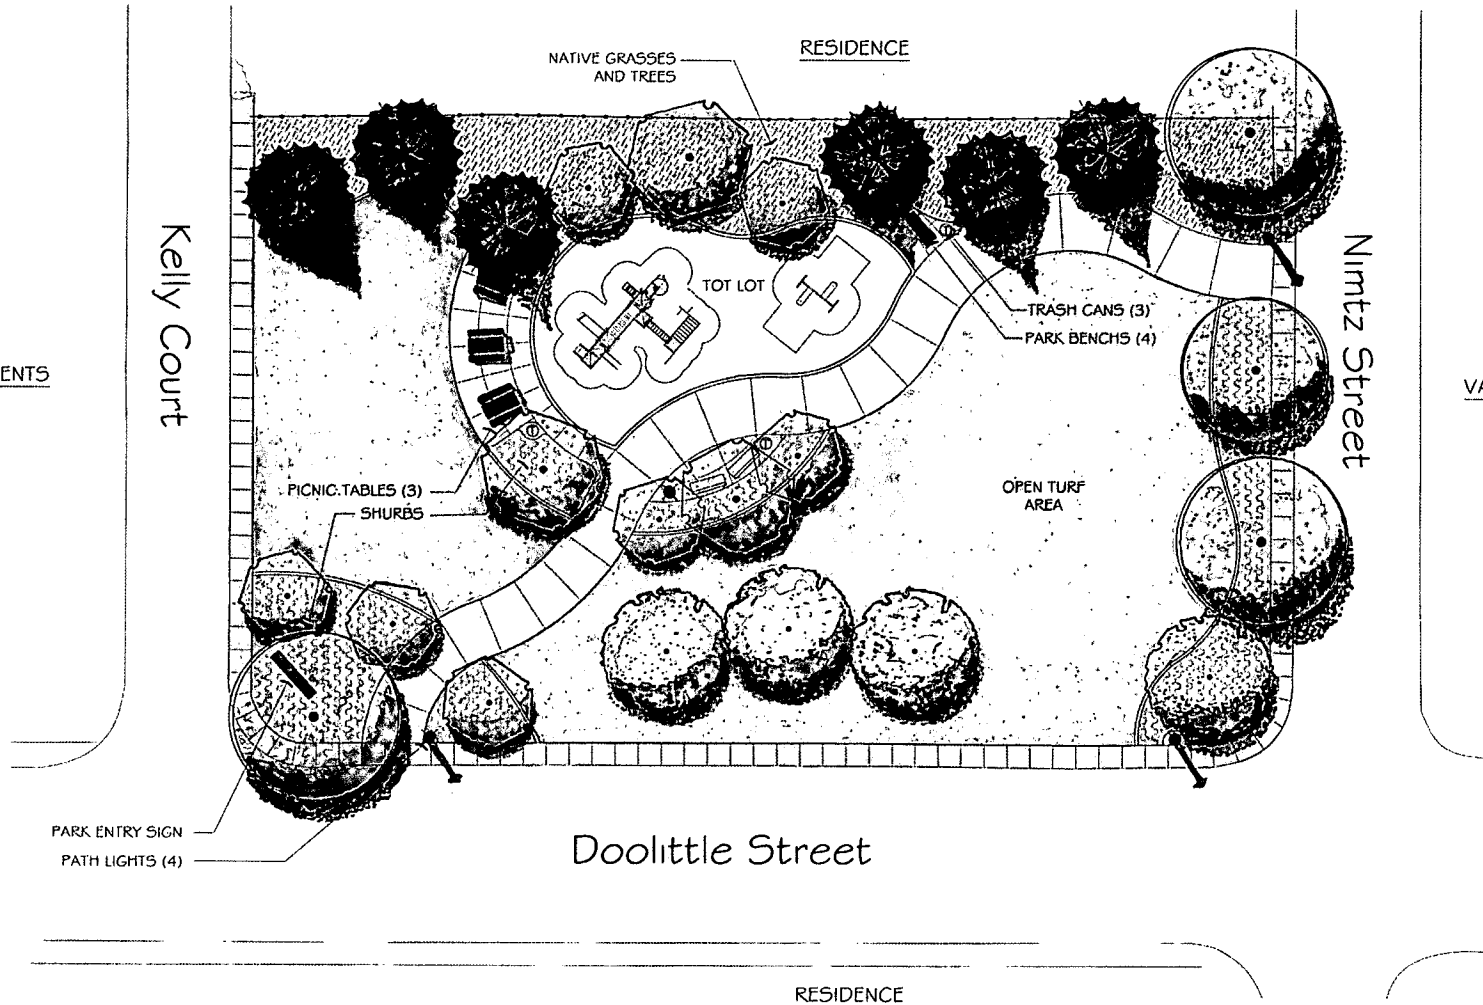 RESIDENCE
NATIVE GRASSES
AND TREES
Kelly Court
Nimtz Street
TOT LOT
TRASH CANS (3)
PARK BENCHS (4)
ENTS
VA
PICNIC TABLES (3)
SHURBS
OPEN TURF
AREA
PARK ENTRY SIGN
PATH LIGHTS (4)
Doolittle Street
RESIDENCE